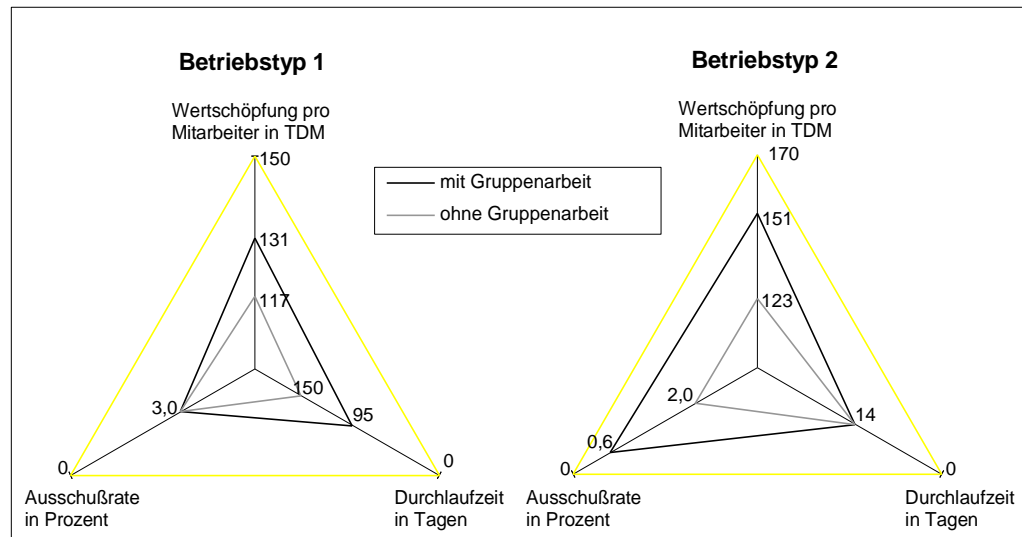 Betriebstyp 1
Wertschöpfung pro
Mitarbeiter in TDM
150
131
117
150
95
3,0
0
0
Ausschußrate
in Prozent
Durchlaufzeit
in Tagen
mit Gruppenarbeit
ohne Gruppenarbeit
Betriebstyp 2
Wertschöpfung pro
Mitarbeiter in TDM
170
151
123
2,0
14
0,6
0
0
Ausschußrate
in Prozent
Durchlaufzeit
in Tagen